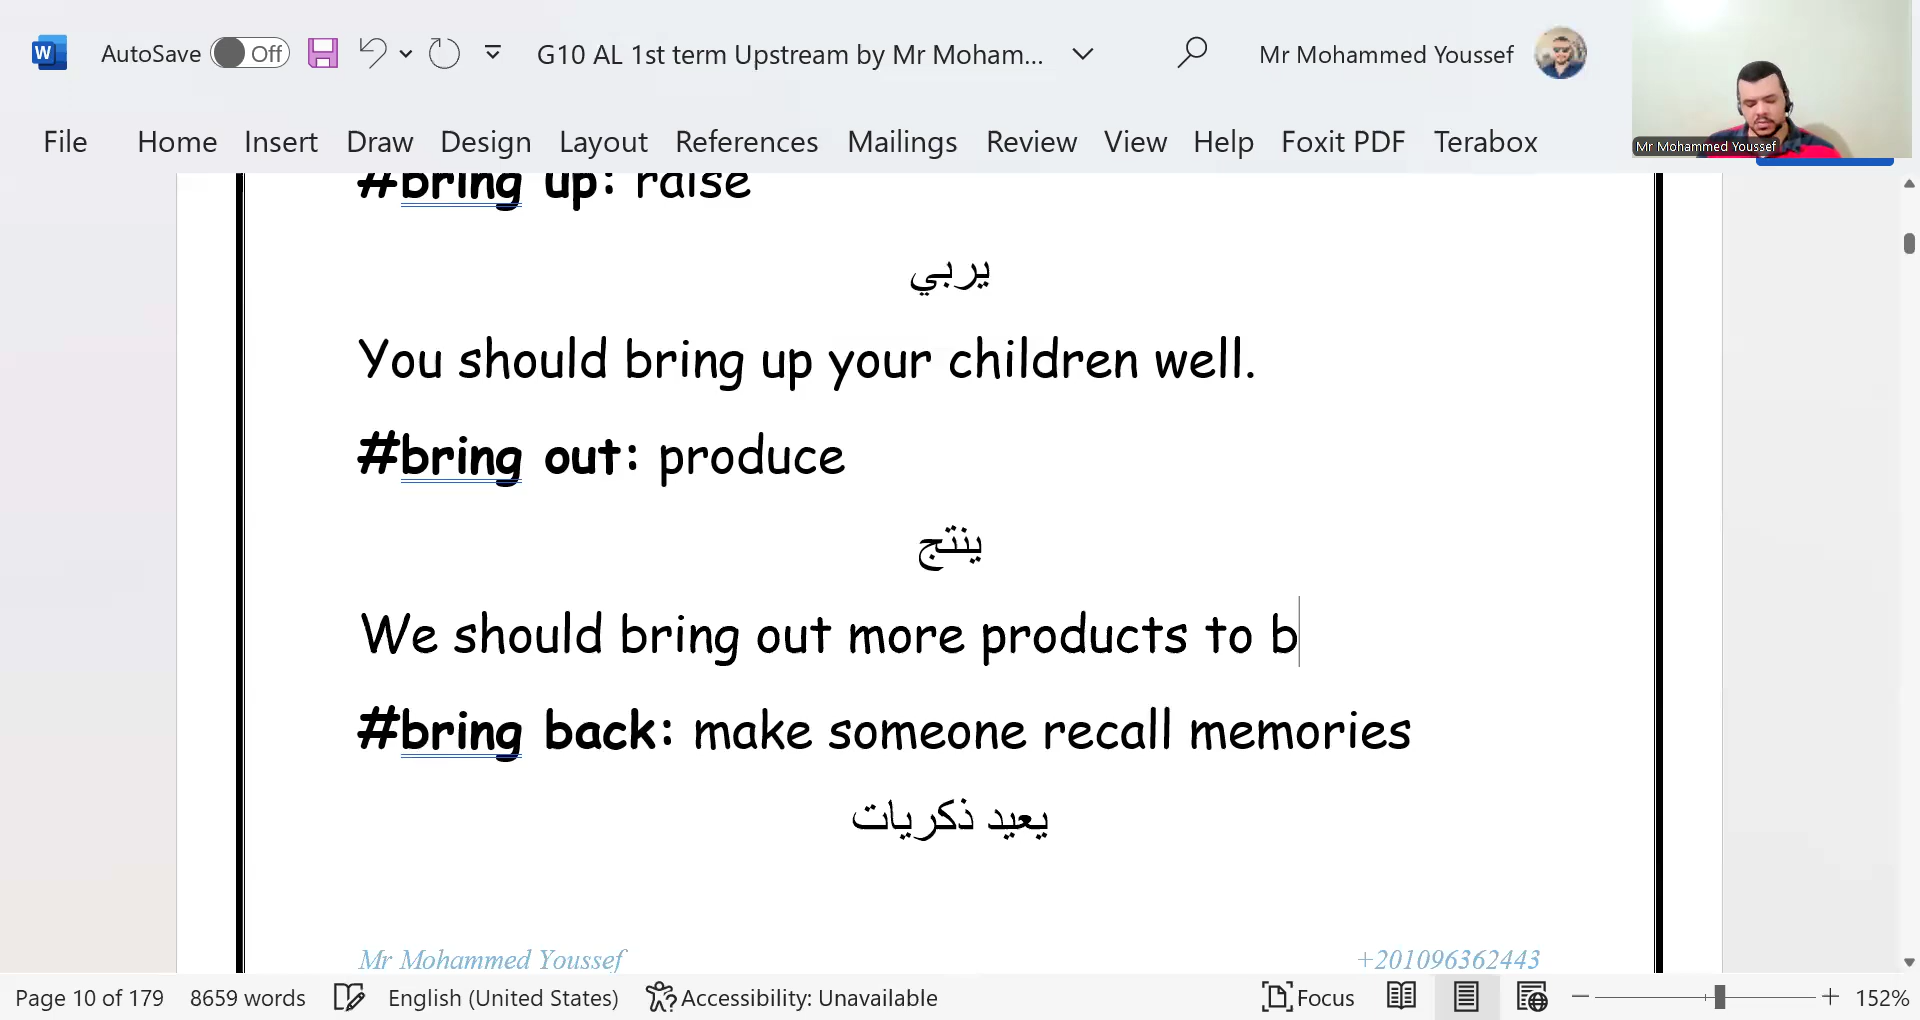 AutoSave Off G10 AL 1st term Upstream by Mr Moham... Mr Mohammed Youssef
File Home Insert Draw Design Layout References Mailings Review View Help Foxit PDF Terabox
Mr Mohammed Youssef
#bring up: raise
يربي
You should bring up your children well.
#bring out: produce
ينتج
We should bring out more products to b
#bring back: make someone recall memories
يعيد ذكريات
Mr Mohammed Youssef +201096362443
Page 10 of 179 8659 words English (United States) Accessibility: Unavailable Focus 152%